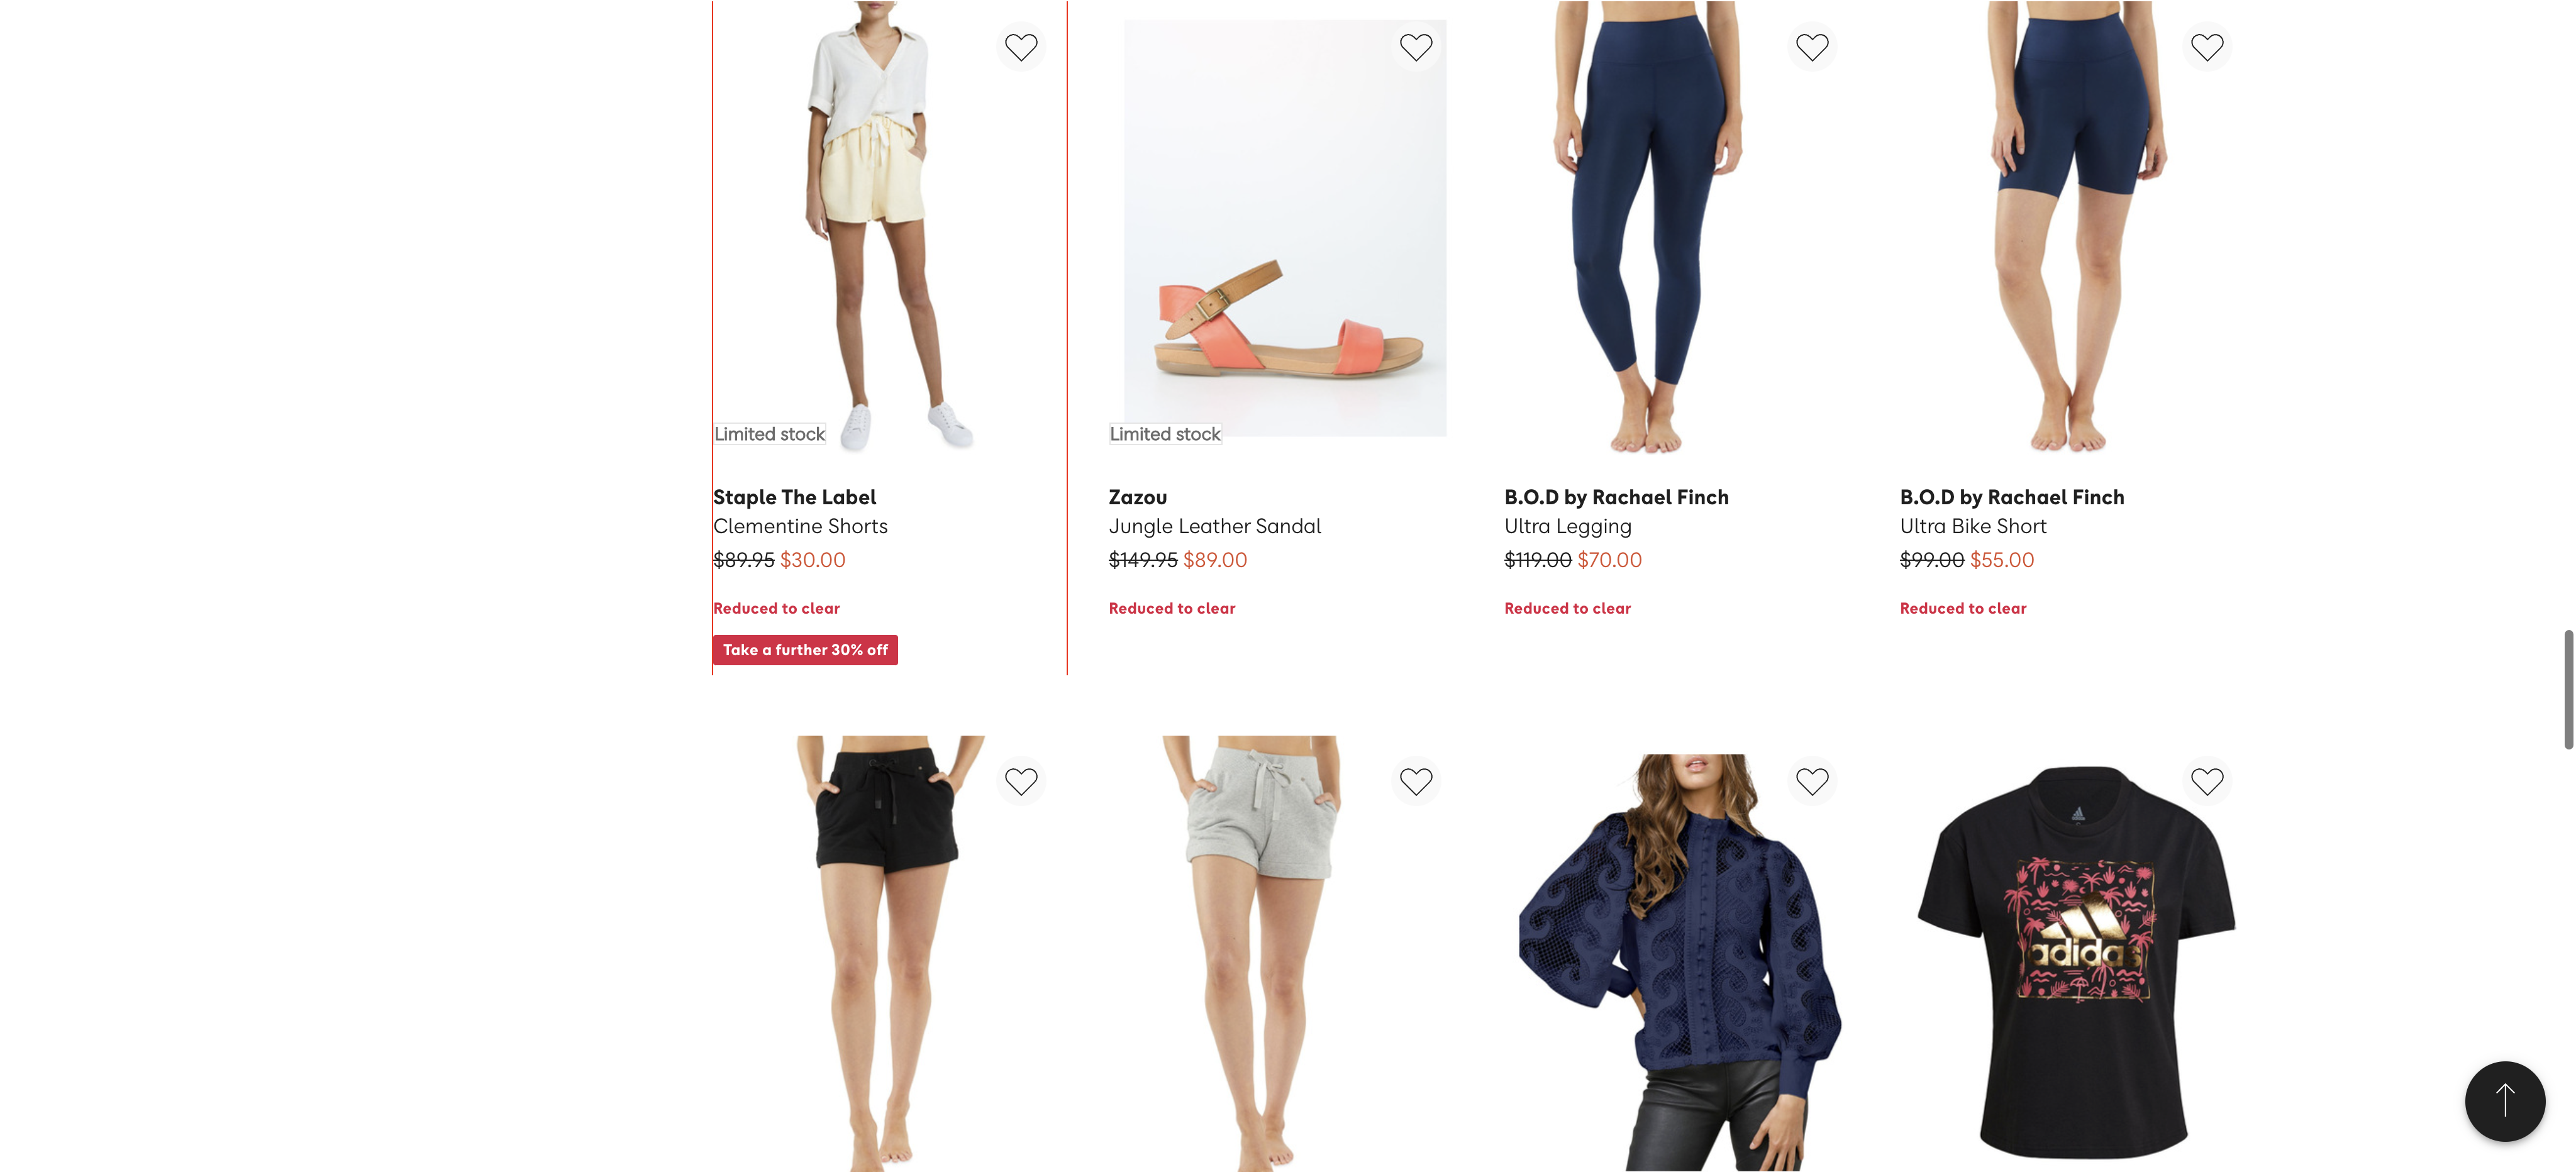 Limited stock
Staple The Label
Clementine Shorts
$89.95 $30.00
Reduced to clear
Take a further 30% off
Limited stock
Zazou
Jungle Leather Sandal
$149.95 $89.00
Reduced to clear
B.O.D by Rachael Finch
Ultra Legging
$119.00 $70.00
Reduced to clear
B.O.D by Rachael Finch
Ultra Bike Short
$99.00 $55.00
Reduced to clear
adidas